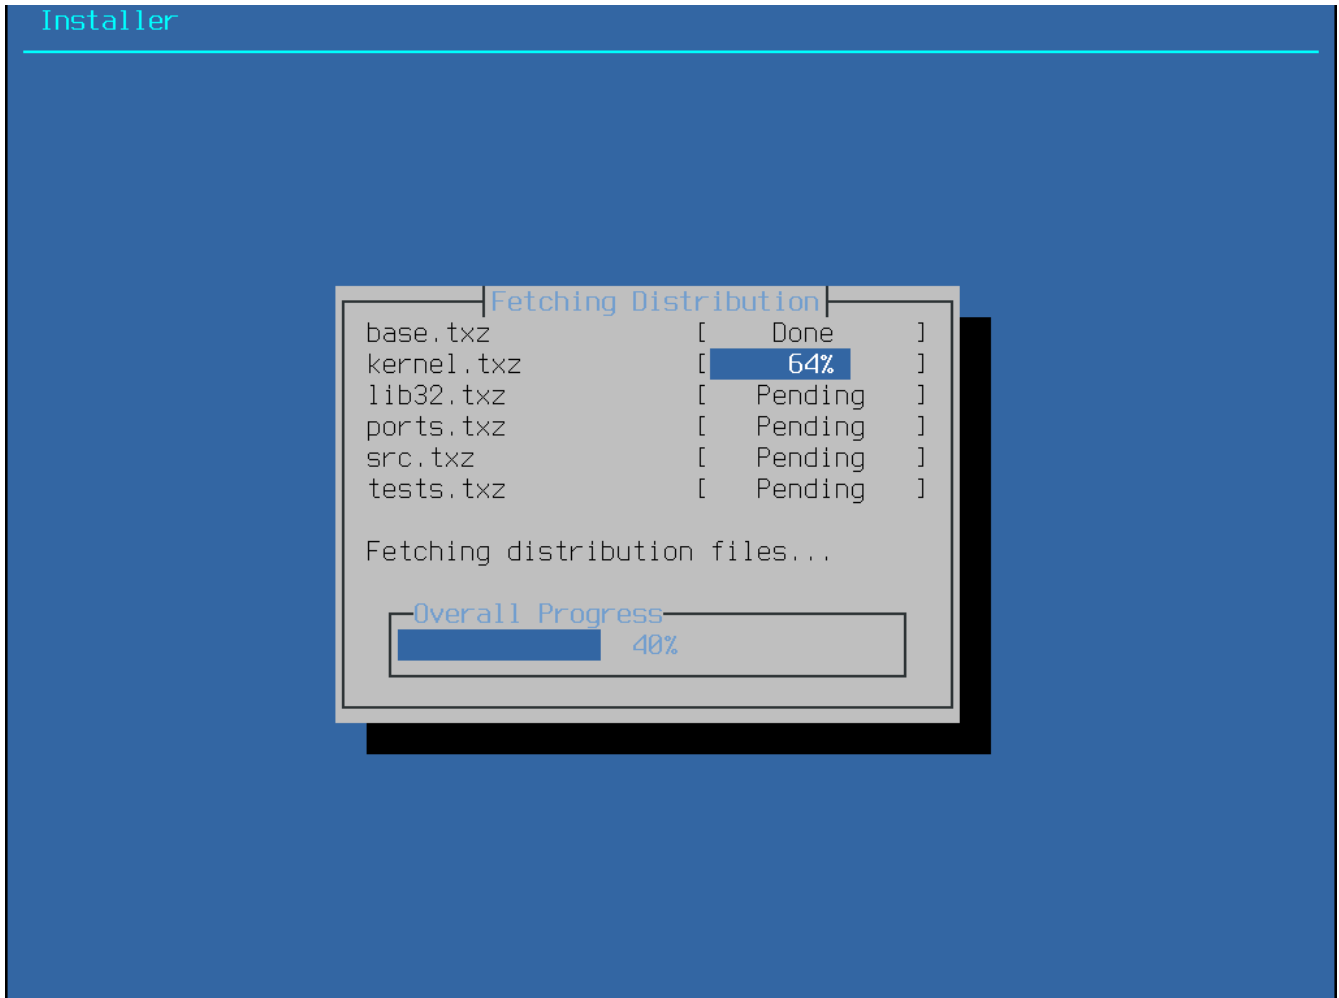 Installer
Fetching Distribution
base.txz [ Done ]
kernel.txz [ 64% ]
lib32.txz [ Pending ]
ports.txz [ Pending ]
src.txz [ Pending ]
tests.txz [ Pending ]
Fetching distribution files...
Overall Progress
40%